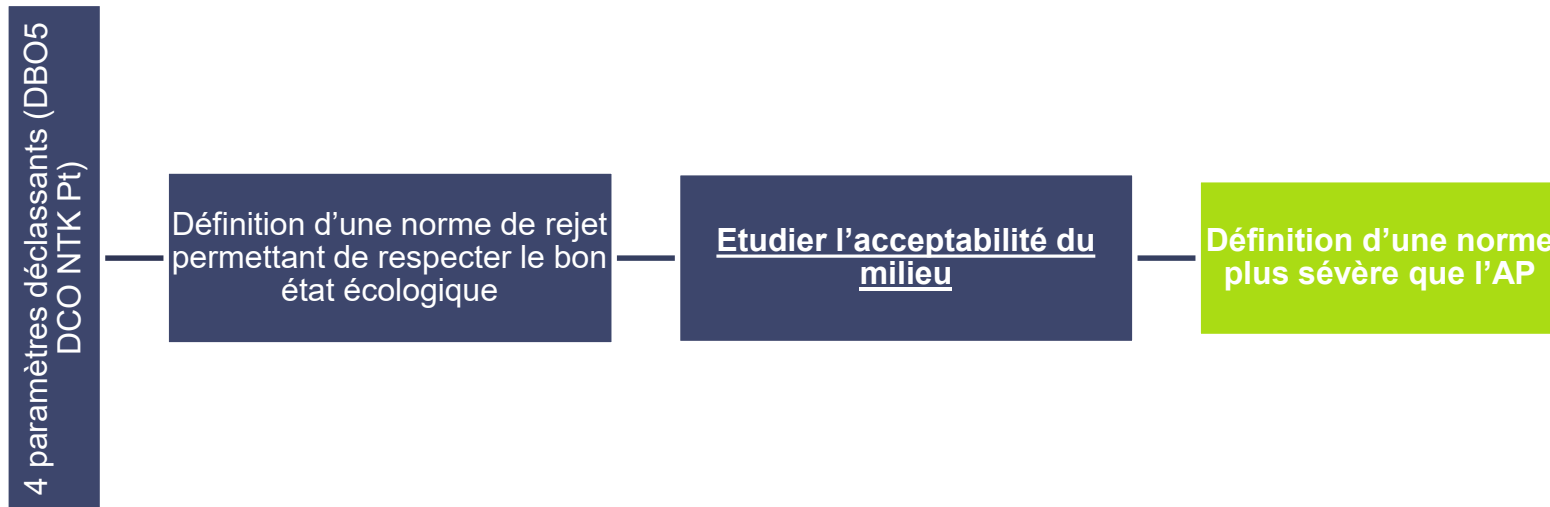 4 paramètres déclassants (DBO5
DCO NTK Pt)
Définition d’une norme de rejet
permettant de respecter le bon
état écologique
Etudier l’acceptabilité du
milieu
Définition d’une norme
plus sévère que l’AP